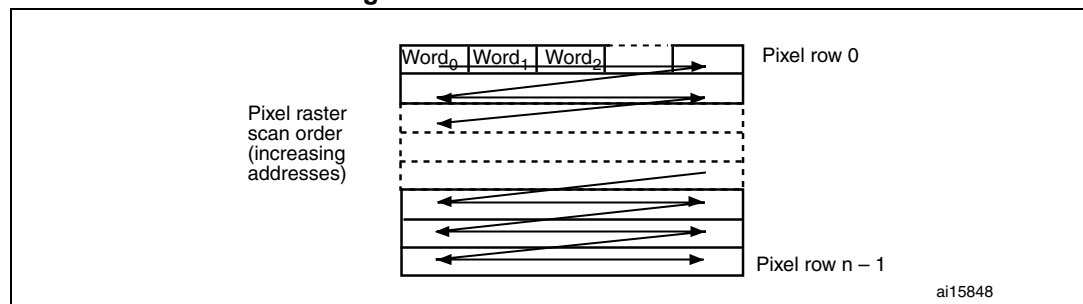 Word0 Word1 Word2
Pixel row 0
Pixel raster
scan order
(increasing
addresses)
Pixel row n – 1
ai15848